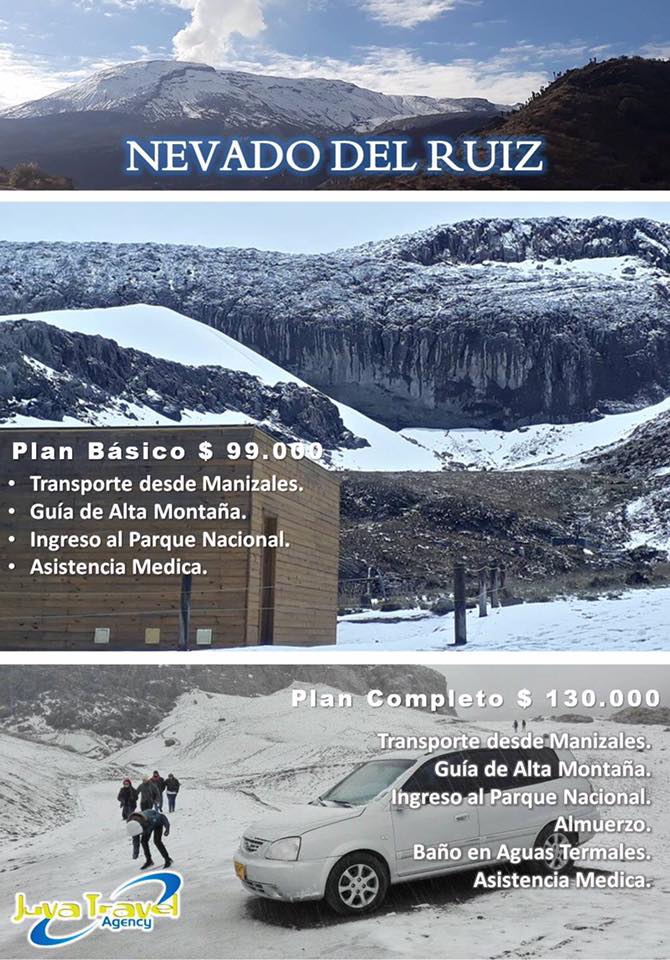 NEVADO DEL RUIZ
Plan Básico $ 99.000
• Transporte desde Manizales.
• Guía de Alta Montaña.
• Ingreso al Parque Nacional.
• Asistencia Medica.
Plan Completo $ 130.000
Transporte desde Manizales.
Guía de Alta Montaña.
Ingreso al Parque Nacional.
Almuerzo.
Baño en Aguas Termales.
Asistencia Medica.
Juva Travel
Agency